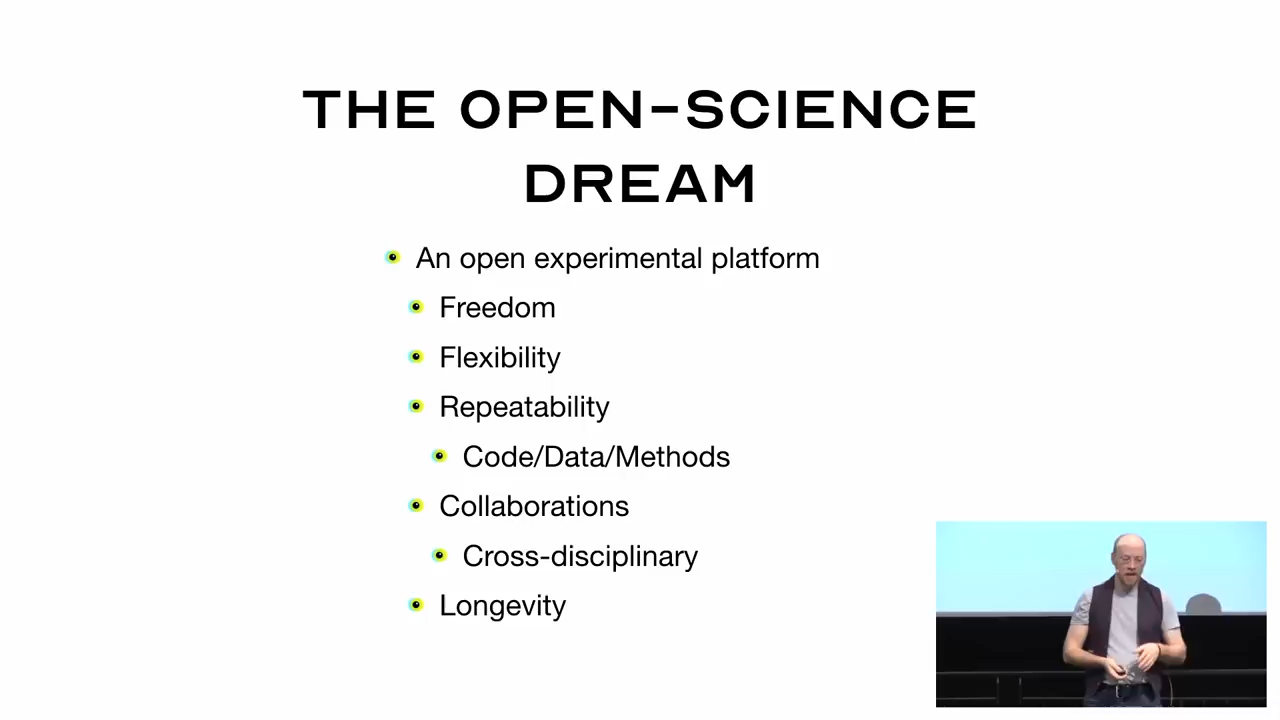 THE OPEN-SCIENCE
DREAM
An open experimental platform
Freedom
Flexibility
Repeatability
Code/Data/Methods
Collaborations
Cross-disciplinary
Longevity